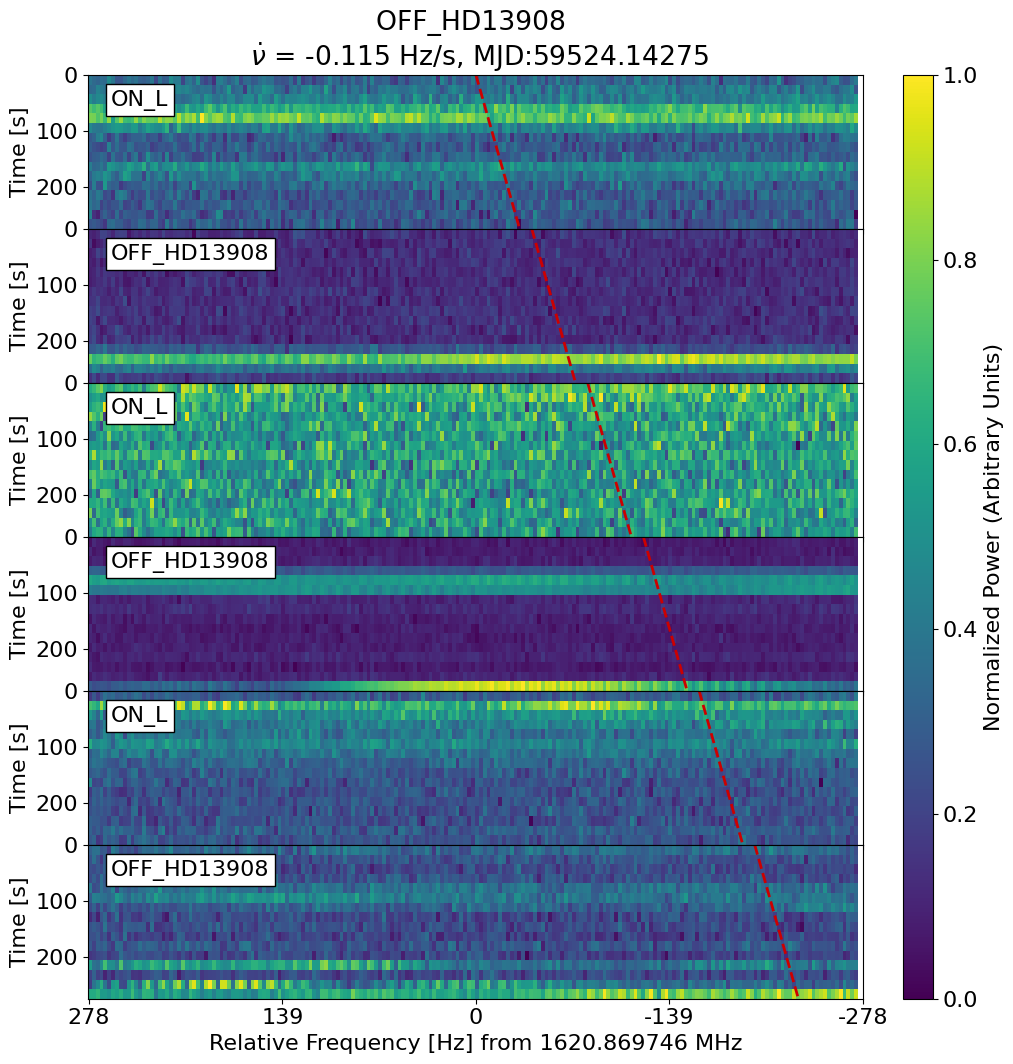 OFF_HD13908
ν̇ = -0.115 Hz/s, MJD:59524.14275
ON_L
OFF_HD13908
ON_L
OFF_HD13908
ON_L
OFF_HD13908
0
100
200
0
100
200
0
100
200
0
100
200
0
100
200
0
100
200
Time [s]
Time [s]
Time [s]
Time [s]
Time [s]
Time [s]
278 139 0 -139 -278
Relative Frequency [Hz] from 1620.869746 MHz
1.0
0.8
0.6
0.4
0.2
0.0
Normalized Power (Arbitrary Units)